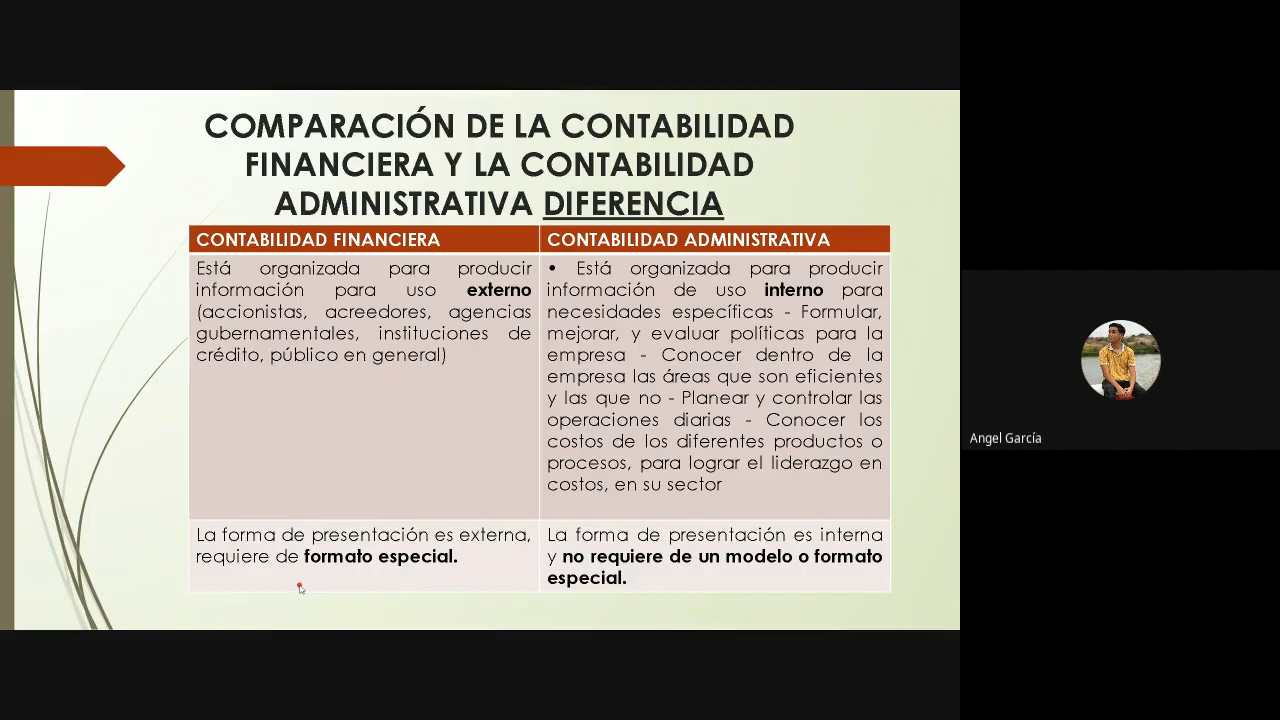 COMPARACIÓN DE LA CONTABILIDAD
FINANCIERA Y LA CONTABILIDAD
ADMINISTRATIVA DIFERENCIA
CONTABILIDAD FINANCIERA
Está organizada para producir
información para uso externo
(accionistas, acreedores, agencias
gubernamentales, instituciones de
crédito, público en general)
CONTABILIDAD ADMINISTRATIVA
• Está organizada para producir
información de uso interno para
necesidades específicas - Formular,
mejorar, y evaluar políticas para la
empresa - Conocer dentro de la
empresa las áreas que son eficientes
y las que no - Planear y controlar las
operaciones diarias - Conocer los
costos de los diferentes productos o
procesos, para lograr el liderazgo en
costos, en su sector
La forma de presentación es externa,
requiere de formato especial.
La forma de presentación es interna
y no requiere de un modelo o formato
especial.
Angel García